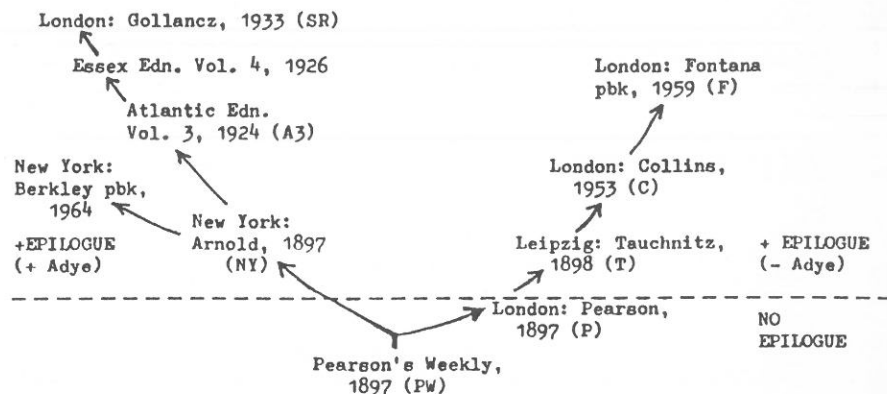 London: Gollancz, 1933 (SR)
Essex Edn. Vol. 4, 1926
Atlantic Edn.
Vol. 3, 1924 (A3)
New York:
Berkley pbk,
1964
+EPILOGUE
(+ Adye)
New York:
Arnold, 1897
(NY)
London: Fontana
pbk, 1959 (F)
London: Collins,
1953 (C)
Leipzig: Tauchnitz,
1898 (T)
+ EPILOGUE
(- Adye)
London: Pearson,
1897 (P)
NO
EPILOGUE
Pearson's Weekly,
1897 (PW)